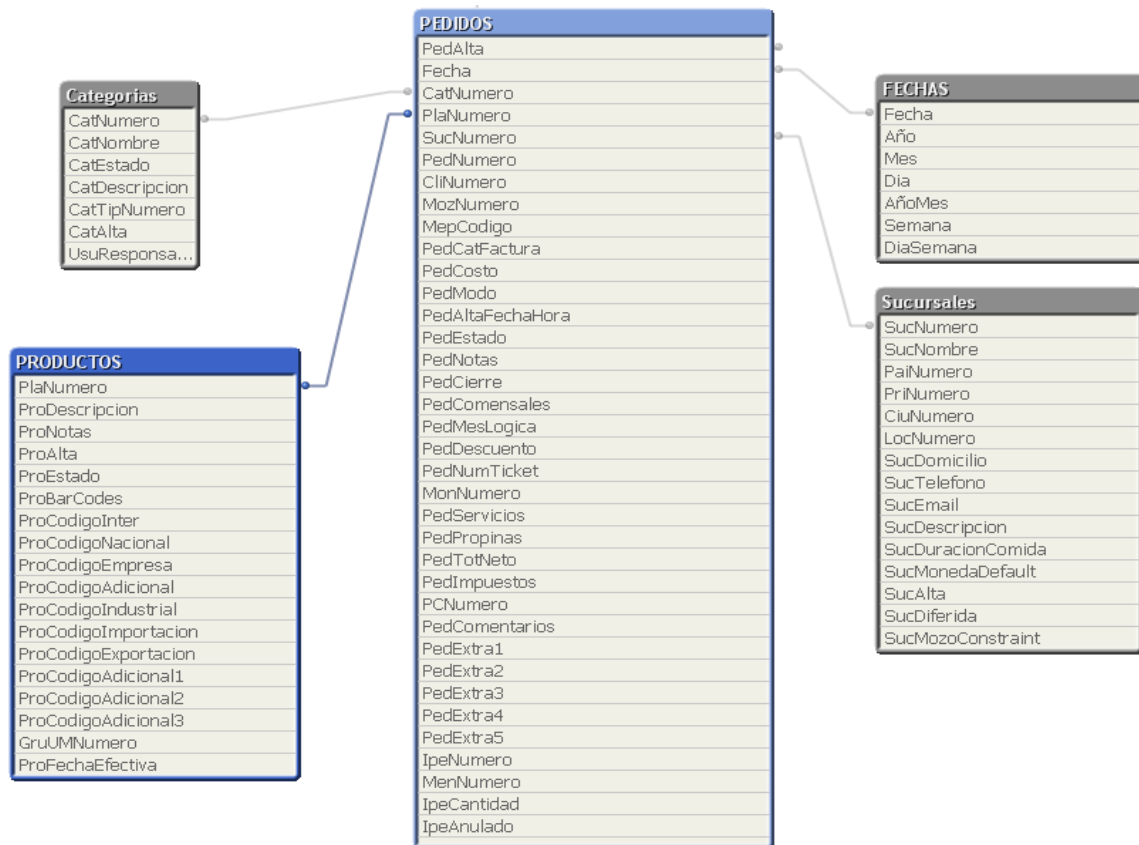 Categorias
CatNumero
CatNombre
CatEstado
CatDescripcion
CatTipNumero
CatAlta
UsuResponsa...
PRODUCTOS
PlaNumero
ProDescripcion
ProNotas
ProAlta
ProEstado
ProBarCodes
ProCodigoInter
ProCodigoNacional
ProCodigoEmpresa
ProCodigoAdicional
ProCodigoIndustrial
ProCodigoImportacion
ProCodigoExportacion
ProCodigoAdicional1
ProCodigoAdicional2
ProCodigoAdicional3
GruUMNumero
ProFechaEfectiva
PEDIDOS
PedAlta
Fecha
CatNumero
PlaNumero
SucNumero
PedNumero
CliNumero
MozNumero
MepCodigo
PedCatFactura
PedCosto
PedModo
PedAltaFechaHora
PedEstado
PedNotas
PedCierre
PedComensales
PedMesLogica
PedDescuento
PedNumTicket
MonNumero
PedServicios
PedPropinas
PedTotNeto
PedImpuestos
PCNumero
PedComentarios
PedExtra1
PedExtra2
PedExtra3
PedExtra4
PedExtra5
IpeNumero
MenNumero
IpeCantidad
IpeAnulado
FECHAS
Fecha
Año
Mes
Dia
AñoMes
Semana
DiaSemana
Sucursales
SucNumero
SucNombre
PaiNumero
PriNumero
CiuNumero
LocNumero
SucDomicilio
SucTelefono
SucEmail
SucDescripcion
SucDuracionComida
SucMonedaDefault
SucAlta
SucDiferida
SucMozoConstraint